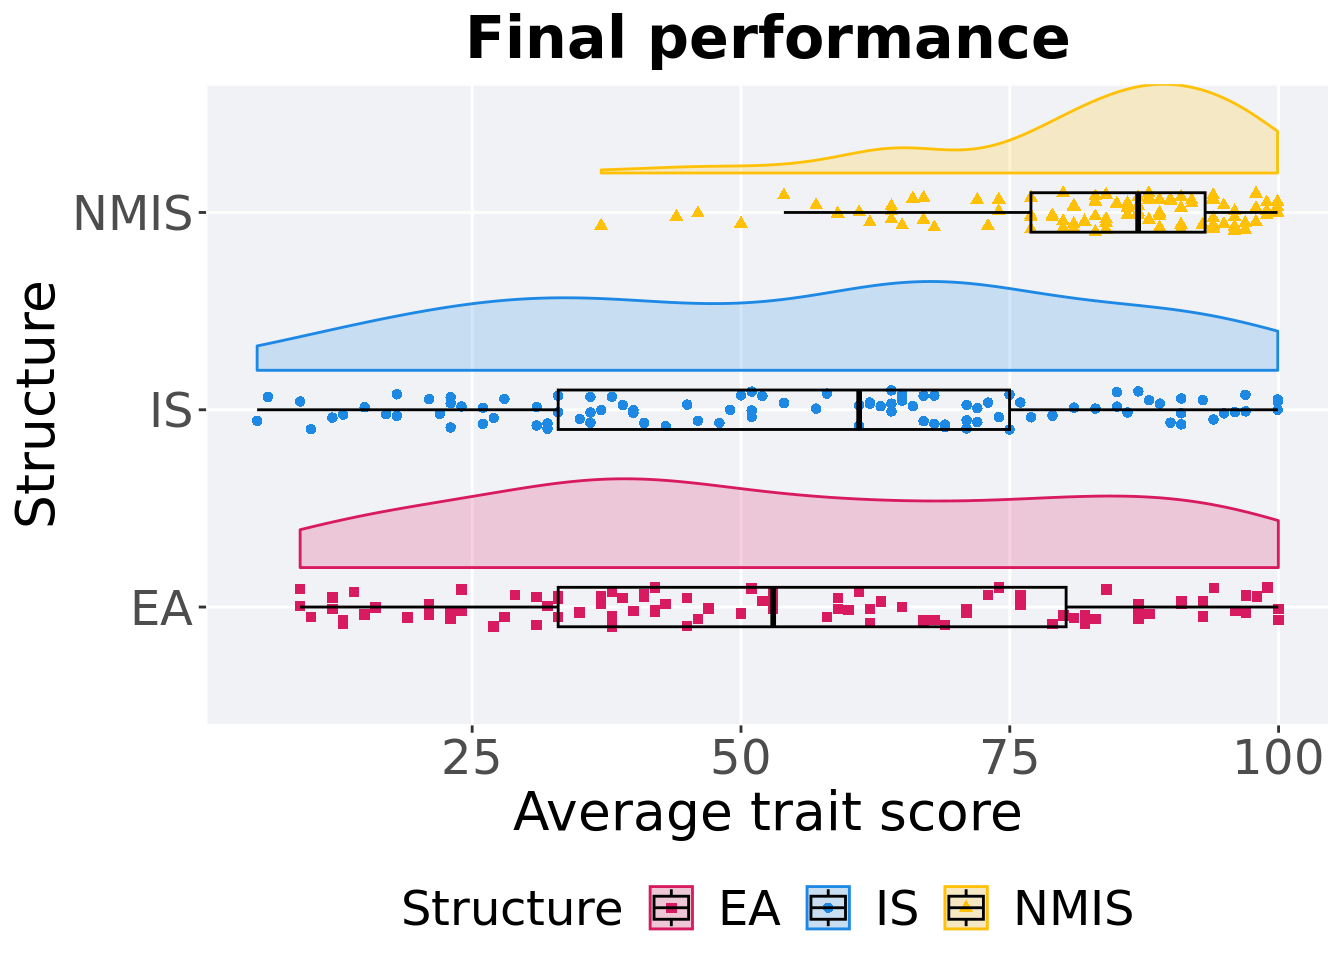 Final performance
Structure
NMIS
IS
EA
25 50 75 100
Average trait score
Structure EA IS NMIS